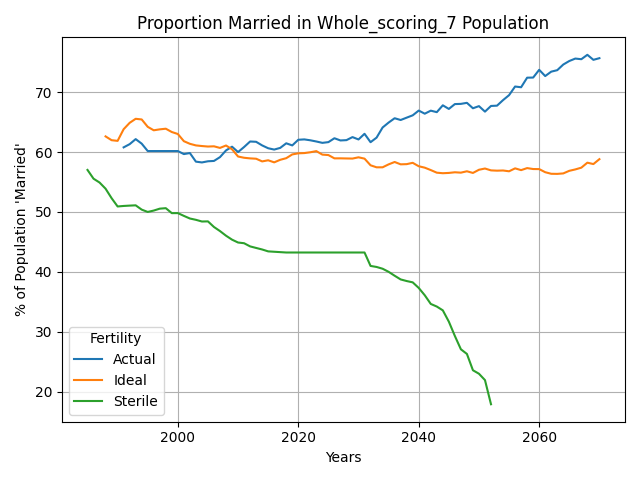 Proportion Married in Whole_scoring_7 Population
% of Population 'Married'
70
60
50
40
30
20
Fertility
Actual
Ideal
Sterile
2000 2020 2040 2060
Years